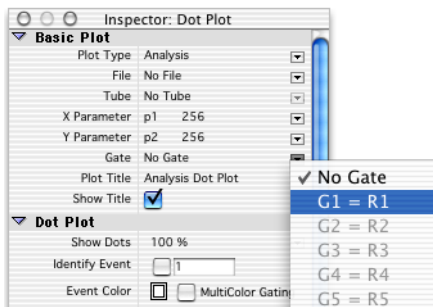 Inspector: Dot Plot
Basic Plot
Plot Type Analysis
File No File
Tube No Tube
X Parameter p1 256
Y Parameter p2 256
Gate No Gate
Plot Title Analysis Dot Plot
Show Title
✓ No Gate
G1 = R1
G2 = R2
G3 = R3
G4 = R4
G5 = R5
Dot Plot
Show Dots 100 %
Identify Event 1
Event Color MultiColor Gating